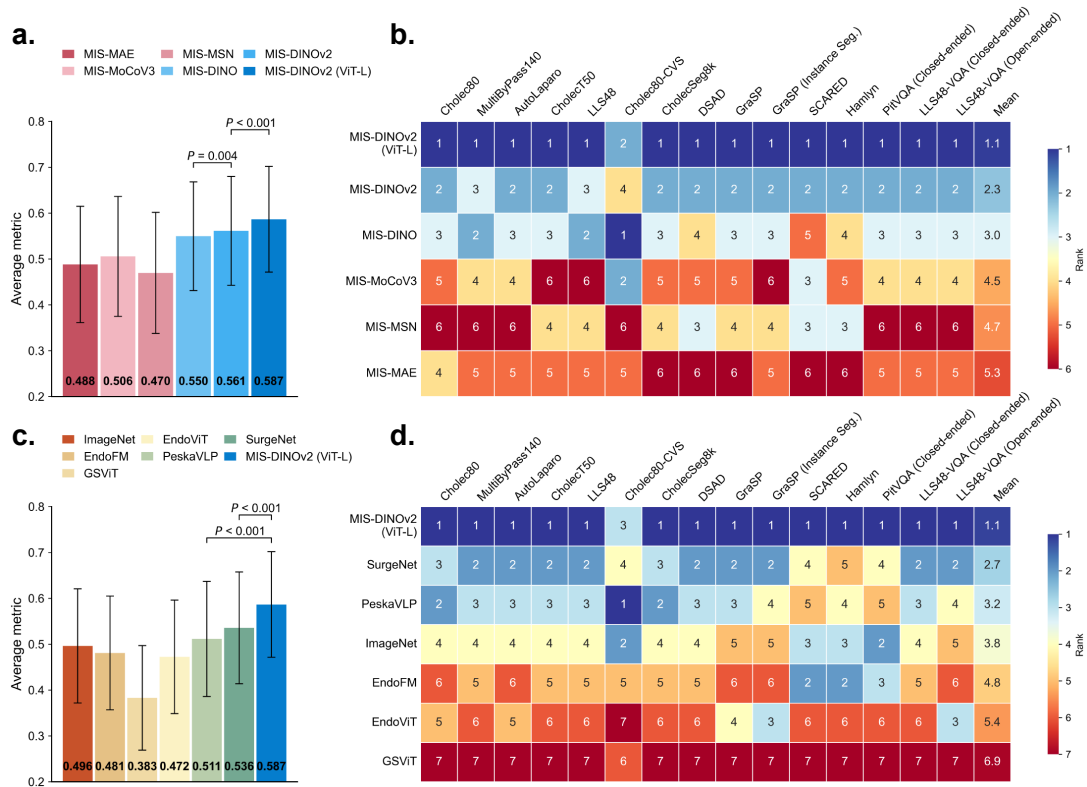 a.
MIS-MAE MIS-MSN MIS-DINOv2
MIS-MoCoV3 MIS-DINO MIS-DINOv2 (ViT-L)
Average metric
0.8
0.7
0.6
0.5
0.4
0.3
0.2
P < 0.001
P = 0.004
0.488 0.506 0.470 0.550 0.561 0.587
b.
Cholec80 MultiByPass140 AutoLaparo CholecT50 LLS48 Cholec80-CVS CholecSeg8k DSAD GraSP GraSP (Instance Seg.) SCARED Hamlyn PitVQA (Closed-ended) LLS48-VQA (Closed-ended) LLS48-VQA (Open-ended) Mean
MIS-DINOv2
(ViT-L)
1 1 1 1 1 2 1 1 1 1 1 1 1 1 1 1.1
MIS-DINOv2 2 3 2 2 3 4 2 2 2 2 2 2 2 2 2 2.3
MIS-DINO 3 2 3 3 2 1 3 4 3 3 5 4 3 3 3 3.0
MIS-MoCoV3 5 4 4 6 6 2 5 5 5 6 3 5 4 4 4 4.5
MIS-MSN 6 6 6 4 4 6 4 3 4 4 3 3 6 6 6 4.7
MIS-MAE 4 5 5 5 5 5 6 6 6 5 6 6 5 5 5 5.3
1
2
3
4
5
6
Rank
c.
ImageNet EndoViT SurgeNet
EndoFM PeskaVLP MIS-DINOv2 (ViT-L)
GSViT
Average metric
0.8
0.7
0.6
0.5
0.4
0.3
0.2
P < 0.001
P < 0.001
0.496 0.481 0.383 0.472 0.511 0.536 0.587
d.
Cholec80 MultiByPass140 AutoLaparo CholecT50 LLS48 Cholec80-CVS CholecSeg8k DSAD GraSP GraSP (Instance Seg.) SCARED Hamlyn PitVQA (Closed-ended) LLS48-VQA (Closed-ended) LLS48-VQA (Open-ended) Mean
MIS-DINOv2
(ViT-L)
1 1 1 1 1 3 1 1 1 1 1 1 1 1 1 1.1
SurgeNet 3 2 2 2 2 4 3 2 2 2 4 5 4 2 2 2.7
PeskaVLP 2 3 3 3 3 1 2 3 3 4 5 4 5 3 4 3.2
ImageNet 4 4 4 4 4 2 4 4 5 5 3 3 2 4 5 3.8
EndoFM 6 5 6 5 5 5 5 5 6 6 2 2 3 5 6 4.8
EndoViT 5 6 5 6 6 7 6 6 4 3 6 6 6 6 3 5.4
GSViT 7 7 7 7 7 6 7 7 7 7 7 7 7 7 7 6.9
1
2
3
4
5
6
7
Rank